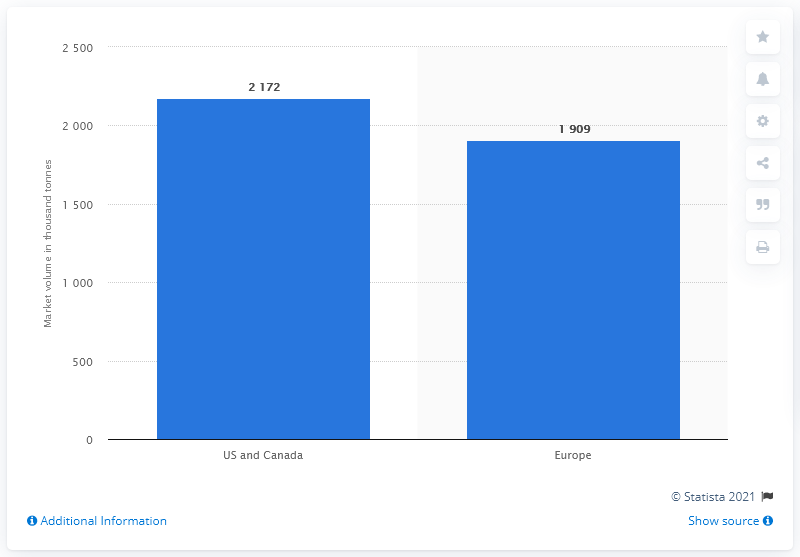 2 500
2 000
1 500
1 000
500
0
Market volume in thousand tonnes
2 172
1 909
US and Canada
Europe
© Statista 2021
Additional Information
Show source